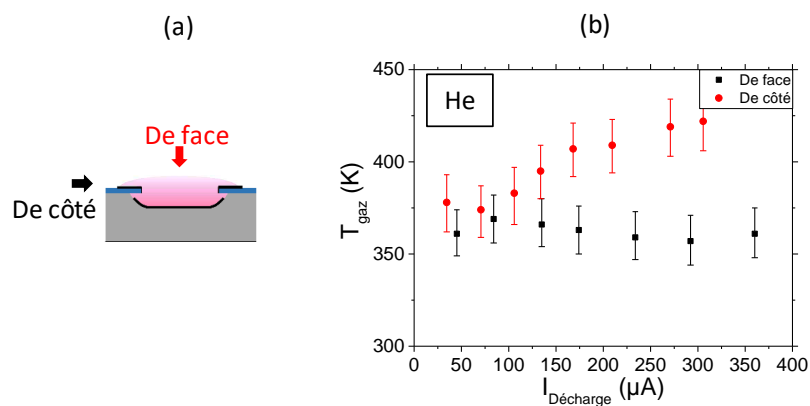 (a)
De face
De côté
(b)
450
400
350
300
T_gaz (K)
He
De face
De côté
0 50 100 150 200 250 300 350 400
I_Décharge (µA)